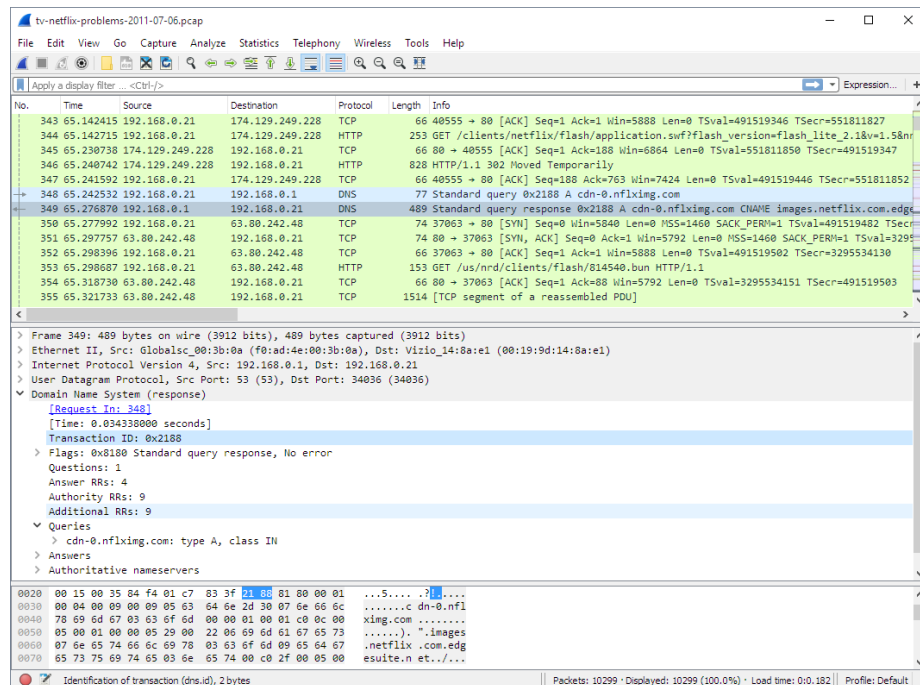 tv-netflix-problems-2011-07-06.pcap
File Edit View Go Capture Analyze Statistics Telephony Wireless Tools Help
Apply a display filter ... <Ctrl-/> Expression... +
No. Time Source Destination Protocol Length Info
343 65.142415 192.168.0.21 174.129.249.228 TCP 66 40555 → 80 [ACK] Seq=1 Ack=1 Win=5888 Len=0 TSval=491519346 TSecr=551811827
344 65.142715 192.168.0.21 174.129.249.228 HTTP 253 GET /clients/netflix/flash/application.swf?flash_version=flash_lite_2.1&v=1.5&nr
345 65.230738 174.129.249.228 192.168.0.21 TCP 66 80 → 40555 [ACK] Seq=1 Ack=188 Win=6864 Len=0 TSval=551811850 TSecr=491519347
346 65.240742 174.129.249.228 192.168.0.21 HTTP 828 HTTP/1.1 302 Moved Temporarily
347 65.241592 192.168.0.21 174.129.249.228 TCP 66 40555 → 80 [ACK] Seq=188 Ack=763 Win=7424 Len=0 TSval=491519446 TSecr=551811852
348 65.242532 192.168.0.21 192.168.0.1 DNS 77 Standard query 0x2188 A cdn-0.nflximg.com
349 65.276870 192.168.0.1 192.168.0.21 DNS 489 Standard query response 0x2188 A cdn-0.nflximg.com CNAME images.netflix.com.edge
350 65.277992 192.168.0.21 63.80.242.48 TCP 74 37063 → 80 [SYN] Seq=0 Win=5840 Len=0 MSS=1460 SACK_PERM=1 TSval=491519482 TSecr
351 65.297757 63.80.242.48 192.168.0.21 TCP 74 80 → 37063 [SYN, ACK] Seq=0 Ack=1 Win=5792 Len=0 MSS=1460 SACK_PERM=1 TSval=3295
352 65.298396 192.168.0.21 63.80.242.48 TCP 66 37063 → 80 [ACK] Seq=1 Ack=1 Win=5888 Len=0 TSval=491519502 TSecr=3295534130
353 65.298687 192.168.0.21 63.80.242.48 HTTP 153 GET /us/nrd/clients/flash/814540.bun HTTP/1.1
354 65.318730 63.80.242.48 192.168.0.21 TCP 66 80 → 37063 [ACK] Seq=1 Ack=88 Win=5792 Len=0 TSval=3295534151 TSecr=491519503
355 65.321733 63.80.242.48 192.168.0.21 TCP 1514 [TCP segment of a reassembled PDU]
Frame 349: 489 bytes on wire (3912 bits), 489 bytes captured (3912 bits)
Ethernet II, Src: Globalsc_00:3b:0a (f0:ad:4e:00:3b:0a), Dst: Vizio_14:8a:e1 (00:19:9d:14:8a:e1)
Internet Protocol Version 4, Src: 192.168.0.1, Dst: 192.168.0.21
User Datagram Protocol, Src Port: 53 (53), Dst Port: 34036 (34036)
Domain Name System (response)
[Request In: 348]
[Time: 0.034338000 seconds]
Transaction ID: 0x2188
Flags: 0x8180 Standard query response, No error
Questions: 1
Answer RRs: 4
Authority RRs: 9
Additional RRs: 9
Queries
cdn-0.nflximg.com: type A, class IN
Answers
Authoritative nameservers
0020 00 15 00 35 84 f4 01 c7 83 3f 21 88 81 80 00 01 ...5.... .?!.....
0030 00 04 00 09 00 09 05 63 64 6e 2d 30 07 6e 66 6c .......c dn-0.nfl
0040 78 69 6d 67 03 63 6f 6d 00 00 01 00 01 c0 0c 00 ximg.com ........
0050 05 00 01 00 00 05 29 00 22 06 69 6d 61 67 65 73 ......). ".images
0060 07 6e 65 74 66 6c 69 78 03 63 6f 6d 09 65 64 67 .netflix .com.edg
0070 65 73 75 69 74 65 03 6e 65 74 00 c0 2f 00 05 00 esuite.n et../...
Identification of transaction (dns.id), 2 bytes Packets: 10299 · Displayed: 10299 (100.0%) · Load time: 0:0.182 Profile: Default